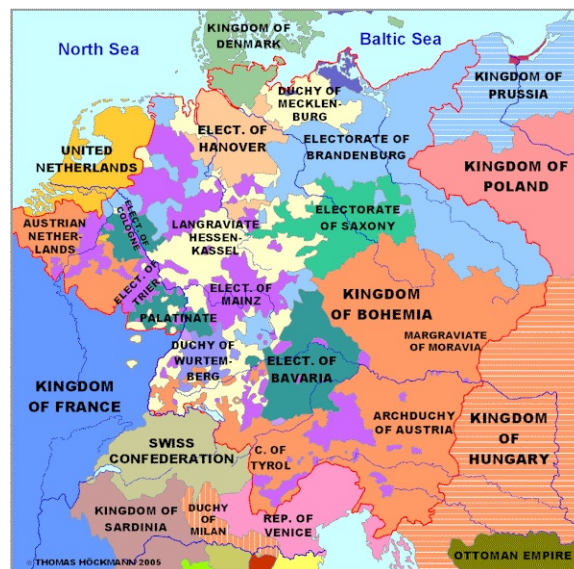 North Sea
KINGDOM OF
DENMARK
Baltic Sea
KINGDOM OF
PRUSSIA
DUCHY OF
MECKLEN-
BURG
ELECT. OF
HANOVER
ELECTORATE OF
BRANDENBURG
UNITED
NETHERLANDS
KINGDOM OF
POLAND
AUSTRIAN
NETHER-
LANDS
ELECT. OF
COLOGNE
LANGRAVIATE
HESSEN-
KASSEL
ELECTORATE
OF SAXONY
ELECT. OF
TRIER
ELECT. OF
MAINZ
KINGDOM
OF BOHEMIA
PALATINATE
MARGRAVIATE
OF MORAVIA
DUCHY OF
WURTEM-
BERG
ELECT. OF
BAVARIA
KINGDOM
OF FRANCE
ARCHDUCHY
OF AUSTRIA
KINGDOM
OF
HUNGARY
SWISS
CONFEDERATION
C. OF
TYROL
KINGDOM OF
SARDINIA
DUCHY
OF
MILAN
REP. OF
VENICE
OTTOMAN EMPIRE
© THOMAS HÖCKMANN 2005